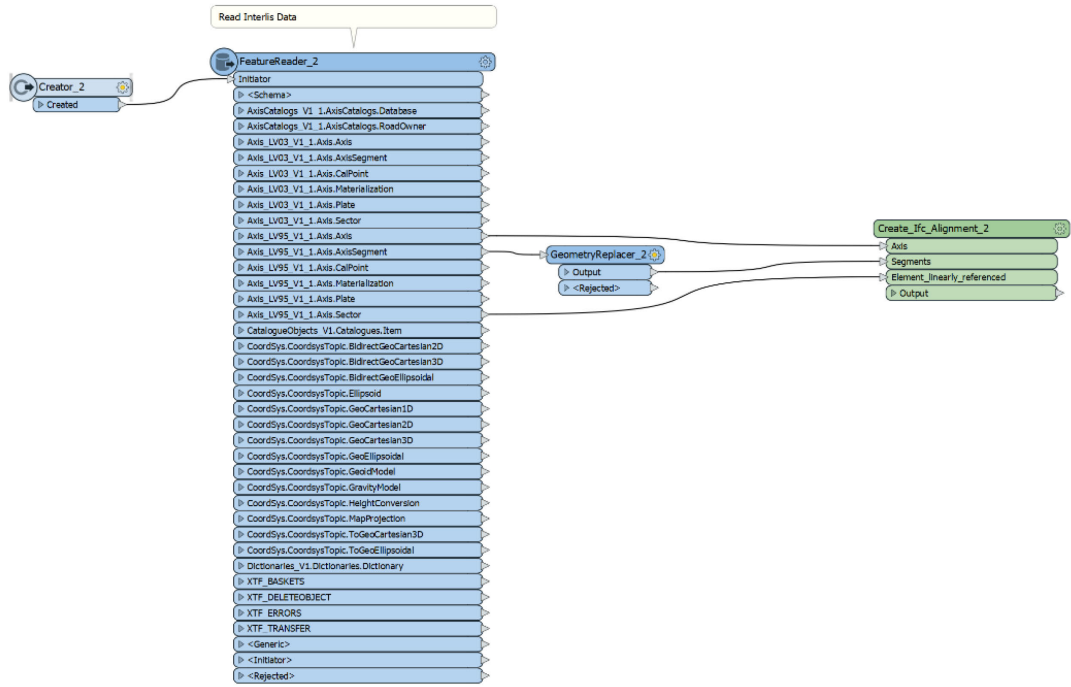 Read Interlis Data
Creator_2
Created
FeatureReader_2
Initiator
<Schema>
AxisCatalogs_V1_1.AxisCatalogs.Database
AxisCatalogs_V1_1.AxisCatalogs.RoadOwner
Axis_LV03_V1_1.Axis.Axis
Axis_LV03_V1_1.Axis.AxisSegment
Axis_LV03_V1_1.Axis.CalPoint
Axis_LV03_V1_1.Axis.Materialization
Axis_LV03_V1_1.Axis.Plate
Axis_LV03_V1_1.Axis.Sector
Axis_LV95_V1_1.Axis.Axis
Axis_LV95_V1_1.Axis.AxisSegment
Axis_LV95_V1_1.Axis.CalPoint
Axis_LV95_V1_1.Axis.Materialization
Axis_LV95_V1_1.Axis.Plate
Axis_LV95_V1_1.Axis.Sector
CatalogueObjects_V1.Catalogues.Item
CoordSys.CoordsysTopic.BidirectGeoCartesian2D
CoordSys.CoordsysTopic.BidirectGeoCartesian3D
CoordSys.CoordsysTopic.BidirectGeoEllipsoidal
CoordSys.CoordsysTopic.Ellipsoid
CoordSys.CoordsysTopic.GeoCartesian1D
CoordSys.CoordsysTopic.GeoCartesian2D
CoordSys.CoordsysTopic.GeoCartesian3D
CoordSys.CoordsysTopic.GeoEllipsoidal
CoordSys.CoordsysTopic.GeoidModel
CoordSys.CoordsysTopic.GravityModel
CoordSys.CoordsysTopic.HeightConversion
CoordSys.CoordsysTopic.MapProjection
CoordSys.CoordsysTopic.ToGeoCartesian3D
CoordSys.CoordsysTopic.ToGeoEllipsoidal
Dictionaries_V1.Dictionaries.Dictionary
XTF_BASKETS
XTF_DELETEOBJECT
XTF_ERRORS
XTF_TRANSFER
<Generic>
<Initiator>
<Rejected>
GeometryReplacer_2
Output
<Rejected>
Create_Ifc_Alignment_2
Axis
Segments
Element_linearly_referenced
Output